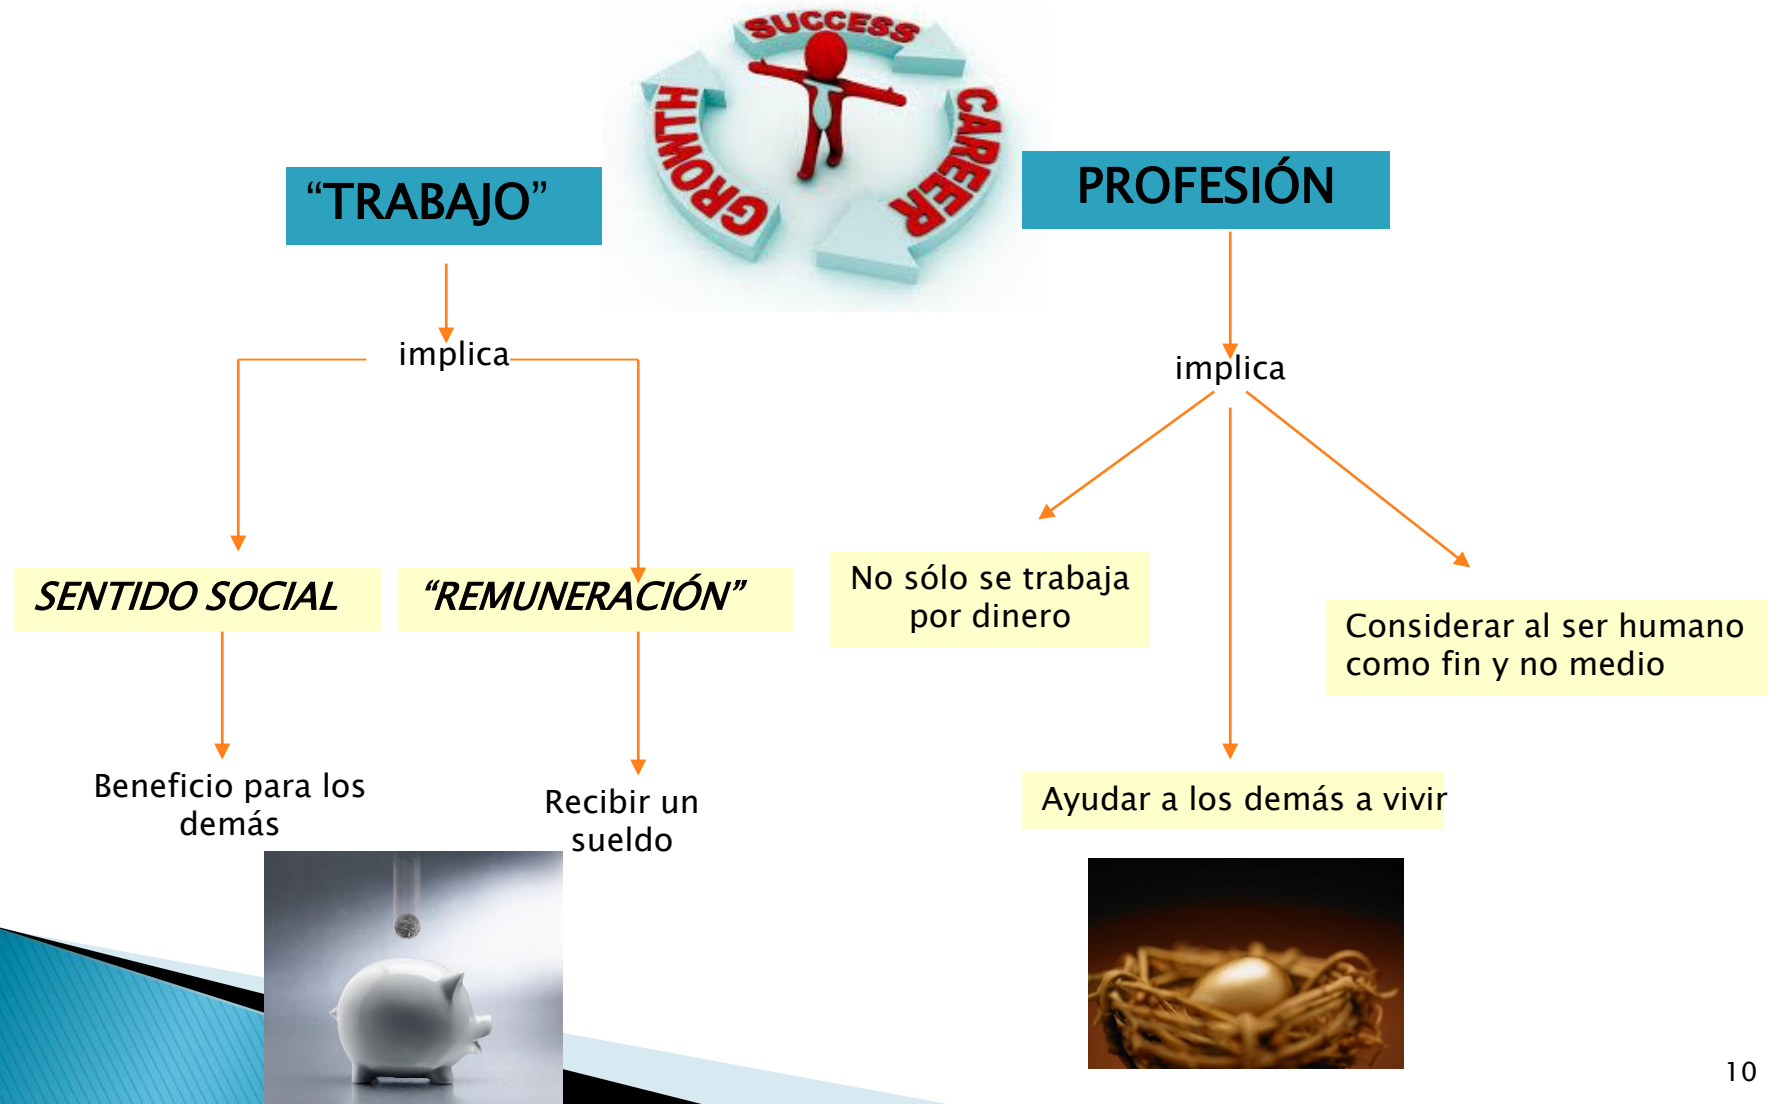 SUCCESS
GROWTH
CAREER
“TRABAJO”
PROFESIÓN
implica
implica
SENTIDO SOCIAL
“REMUNERACIÓN”
No sólo se trabaja
por dinero
Considerar al ser humano
como fin y no medio
Beneficio para los
demás
Recibir un
sueldo
Ayudar a los demás a vivir
10